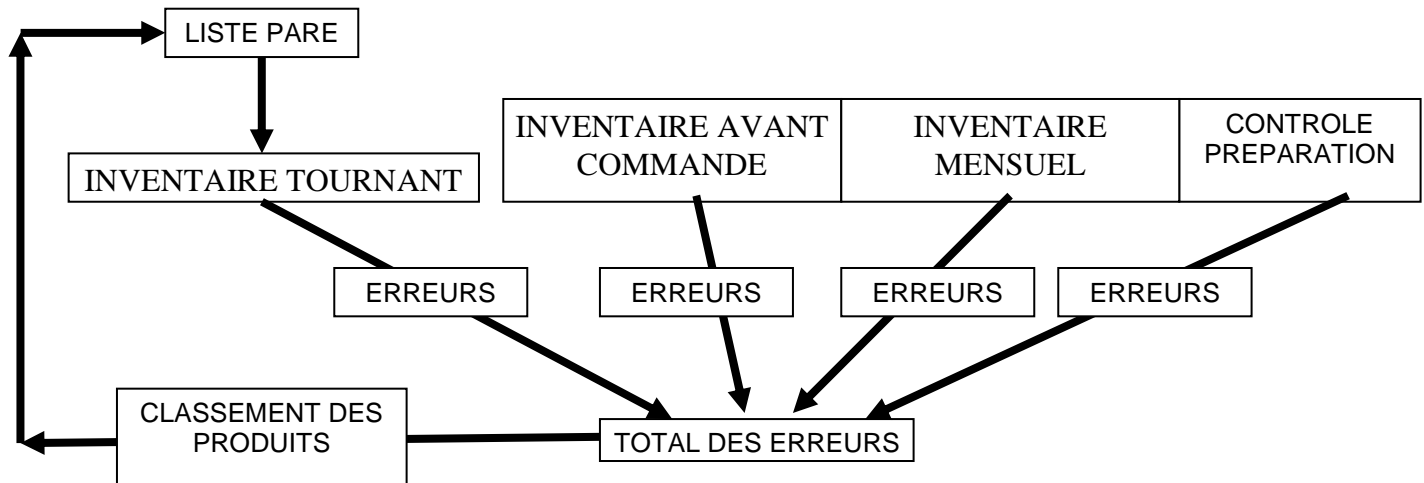 LISTE PARE
INVENTAIRE AVANT
COMMANDE
INVENTAIRE
MENSUEL
CONTROLE
PREPARATION
INVENTAIRE TOURNANT
ERREURS
ERREURS
ERREURS
ERREURS
CLASSEMENT DES
PRODUITS
TOTAL DES ERREURS